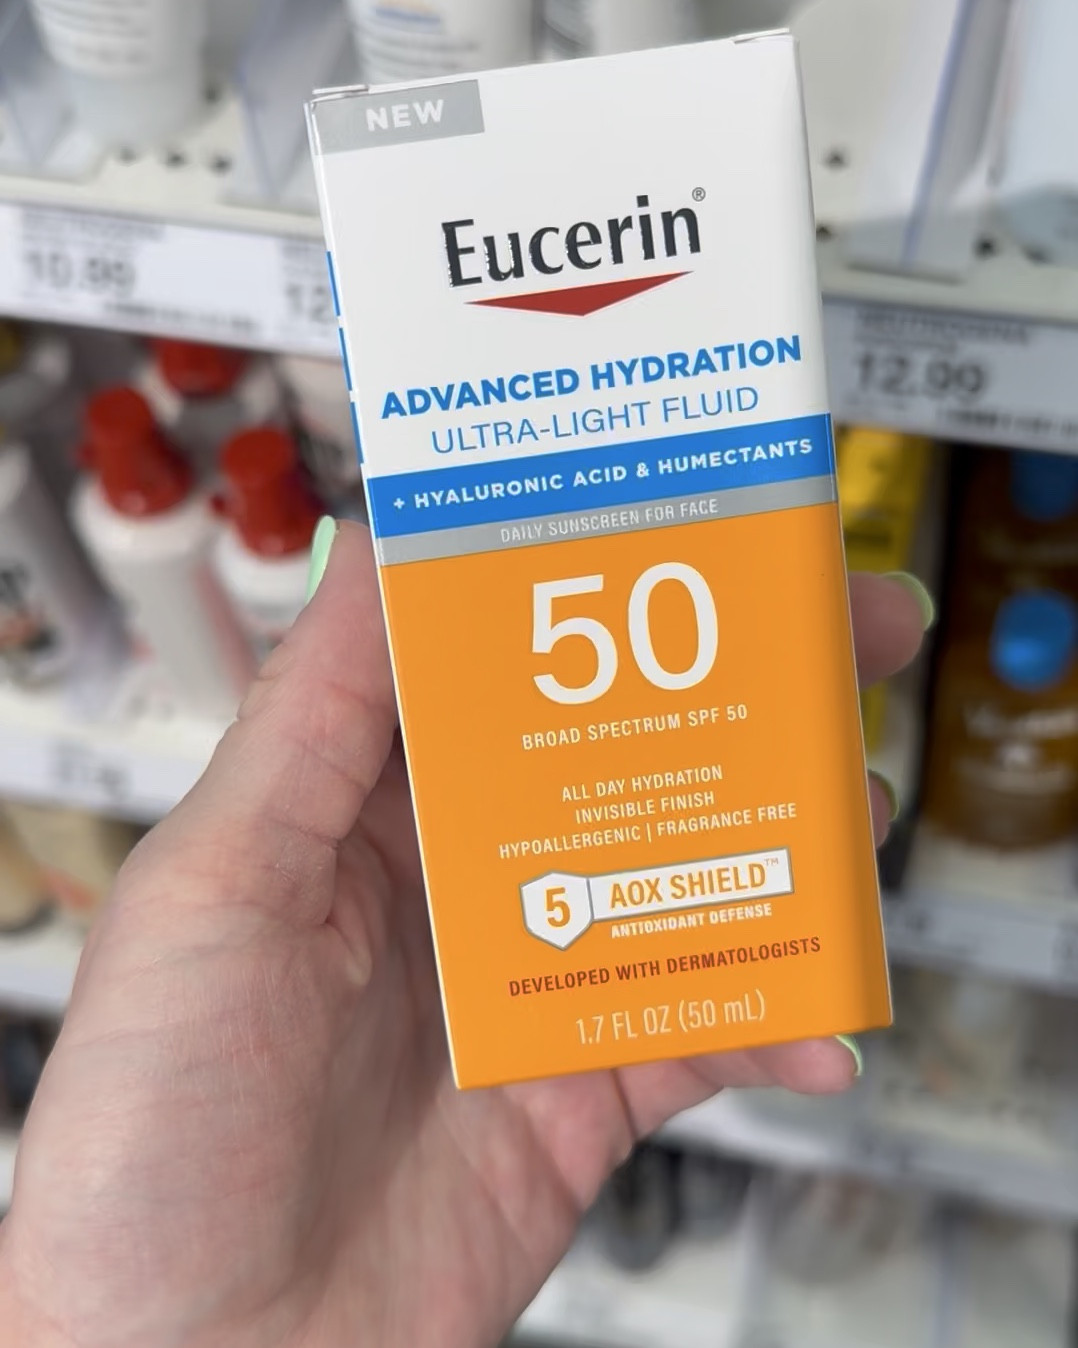 NEW
Eucerin®
ADVANCED HYDRATION
ULTRA-LIGHT FLUID
+ HYALURONIC ACID & HUMECTANTS
DAILY SUNSCREEN FOR FACE
50
BROAD SPECTRUM SPF 50
ALL DAY HYDRATION
INVISIBLE FINISH
HYPOALLERGENIC | FRAGRANCE FREE
5 AOX SHIELD™
ANTIOXIDANT DEFENSE
DEVELOPED WITH DERMATOLOGISTS
1.7 FL OZ (50 mL)
10.99
12
12.99